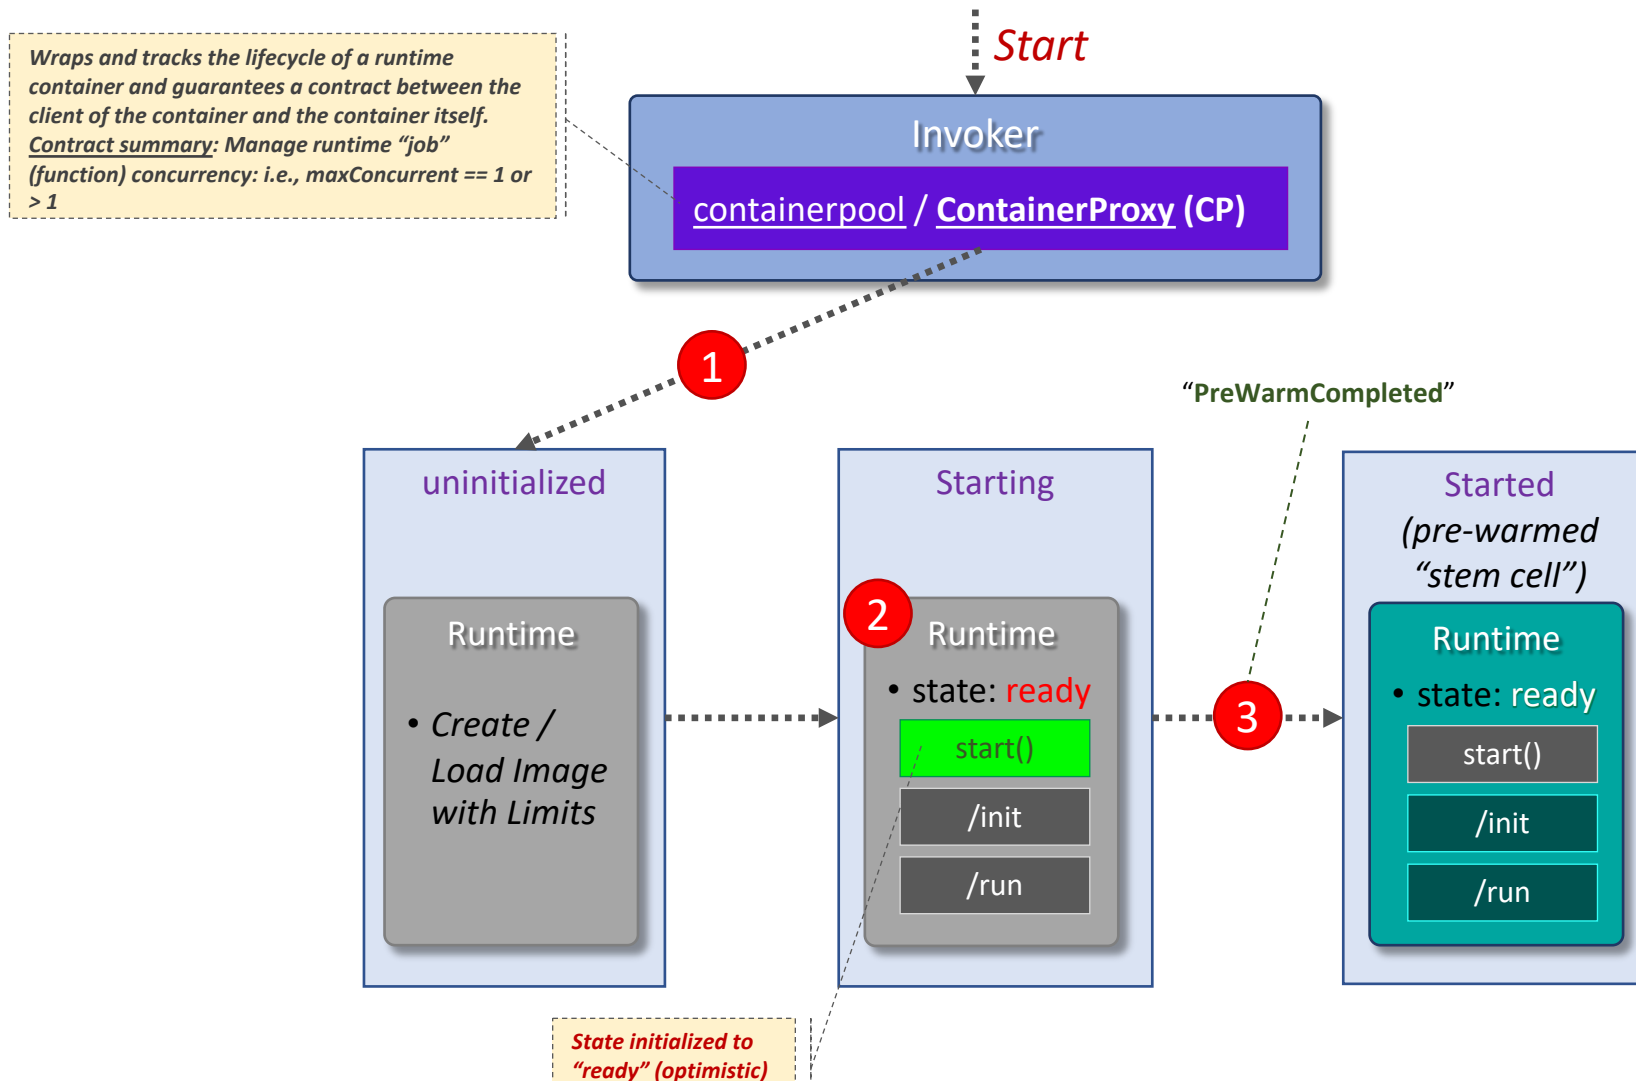 Start
Wraps and tracks the lifecycle of a runtime
container and guarantees a contract between the
client of the container and the container itself.
Contract summary: Manage runtime “job”
(function) concurrency: i.e., maxConcurrent == 1 or
> 1
Invoker
containerpool / ContainerProxy (CP)
1
“PreWarmCompleted”
uninitialized
Runtime
• Create /
Load Image
with Limits
Starting
2
Runtime
• state: ready
start()
/init
/run
3
Started
(pre-warmed
“stem cell”)
Runtime
• state: ready
start()
/init
/run
State initialized to
“ready” (optimistic)